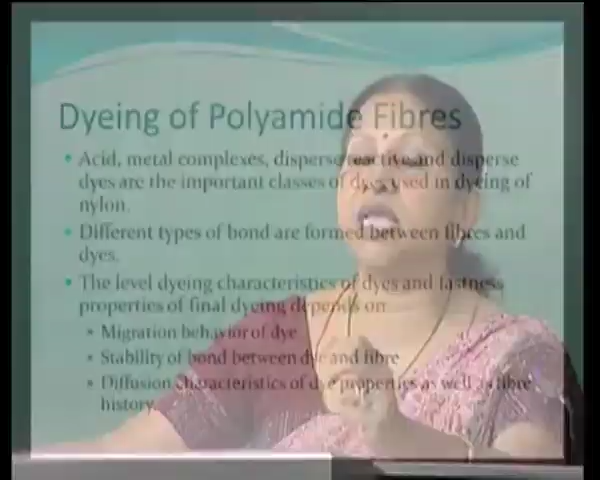 Dyeing of Polyamide Fibres
• Acid, metal complexes, disperse reactive and disperse
dyes are the important classes of dyes used in dyeing of
nylon.
• Different types of bond are formed between fibres and
dyes.
• The level dyeing characteristics of dyes and fastness
properties of final dyeing depends on
• Migration behavior of dye
• Stability of bond between dye and fibre
• Diffusion characteristics of dye properties as well as fibre
history